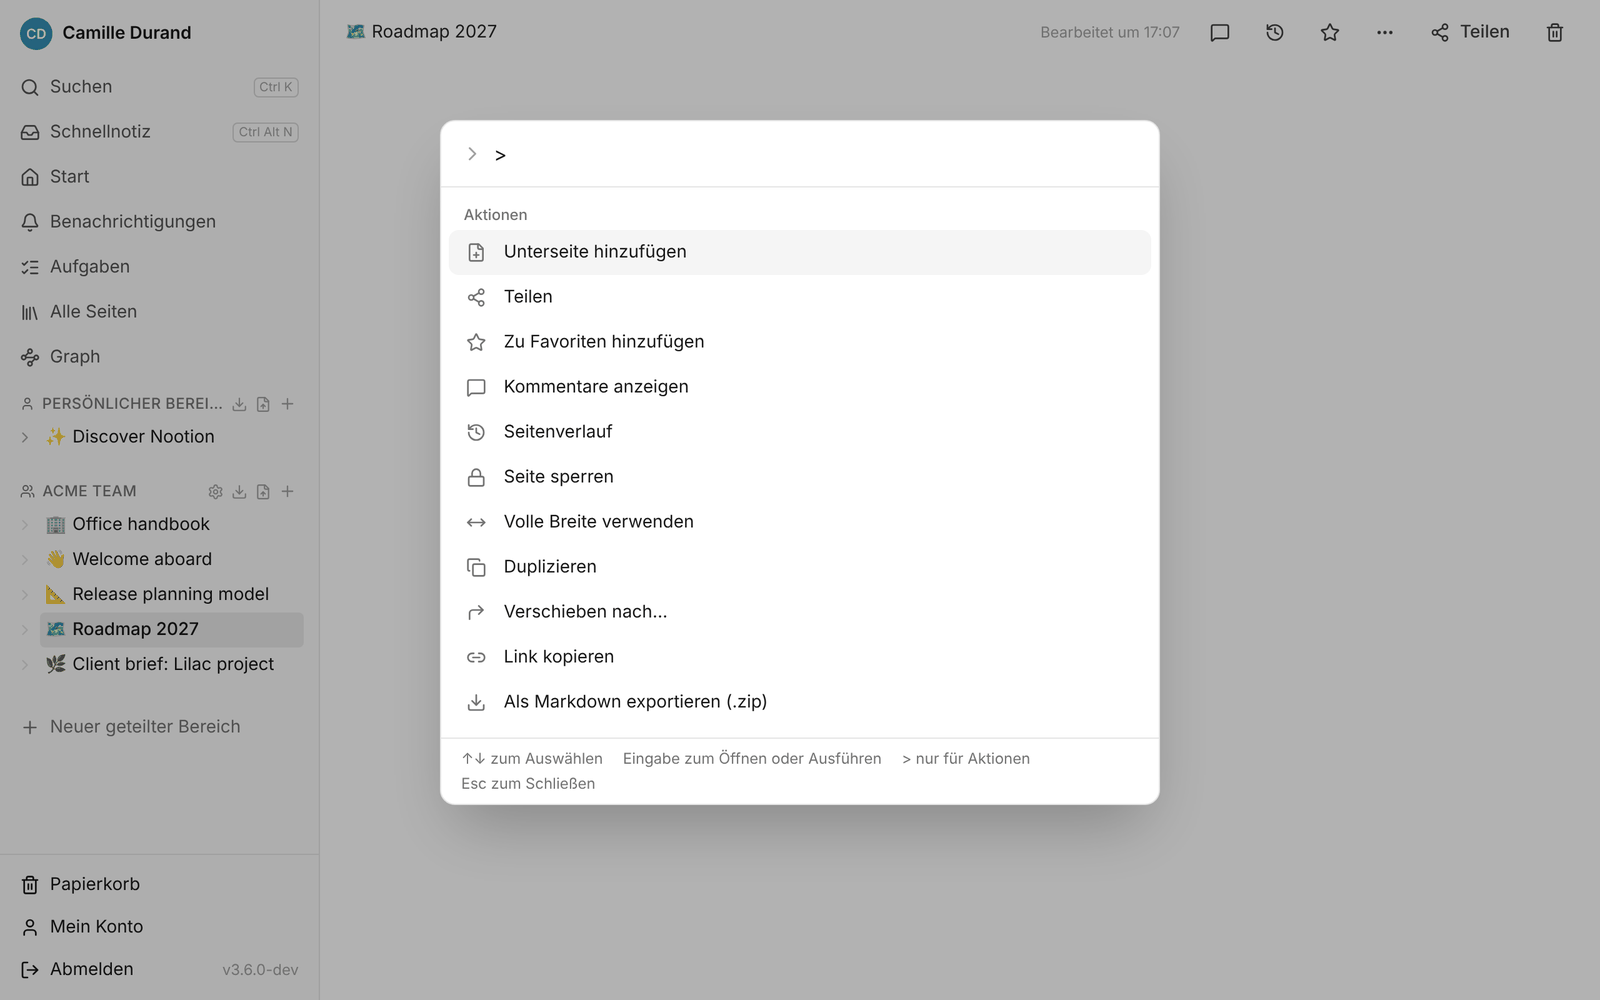 CD Camille Durand
Suchen Ctrl K
Schnellnotiz Ctrl Alt N
Start
Benachrichtigungen
Aufgaben
Alle Seiten
Graph
PERSÖNLICHER BEREI...
Discover Nootion
ACME TEAM
Office handbook
Welcome aboard
Release planning model
Roadmap 2027
Client brief: Lilac project
Neuer geteilter Bereich
Papierkorb
Mein Konto
Abmelden v3.6.0-dev
Roadmap 2027
Bearbeitet um 17:07
Teilen
>
Aktionen
Unterseite hinzufügen
Teilen
Zu Favoriten hinzufügen
Kommentare anzeigen
Seitenverlauf
Seite sperren
Volle Breite verwenden
Duplizieren
Verschieben nach...
Link kopieren
Als Markdown exportieren (.zip)
↑↓ zum Auswählen Eingabe zum Öffnen oder Ausführen > nur für Aktionen
Esc zum Schließen